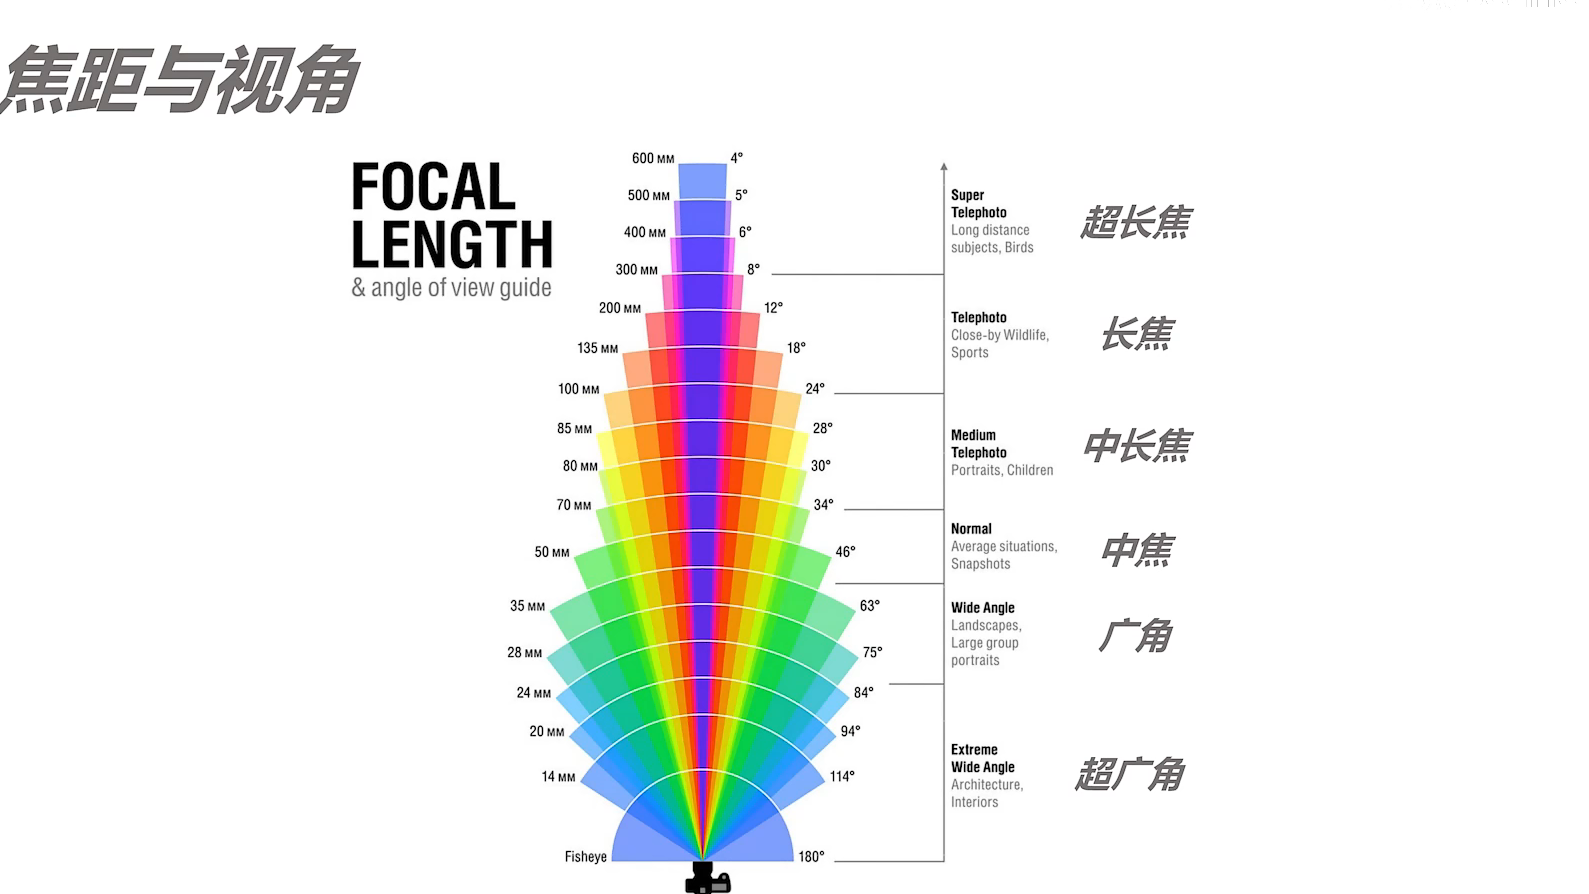 焦距与视角
FOCAL
LENGTH
& angle of view guide
600 MM 4°
500 MM 5°
400 MM 6°
300 MM 8°
200 MM 12°
135 MM 18°
100 MM 24°
85 MM 28°
80 MM 30°
70 MM 34°
50 MM 46°
35 MM 63°
28 MM 75°
24 MM 84°
20 MM 94°
14 MM 114°
Fisheye 180°
Super
Telephoto
Long distance
subjects, Birds
超长焦
Telephoto
Close-by Wildlife,
Sports
长焦
Medium
Telephoto
Portraits, Children
中长焦
Normal
Average situations,
Snapshots
中焦
Wide Angle
Landscapes,
Large group
portraits
广角
Extreme
Wide Angle
Architecture,
Interiors
超广角